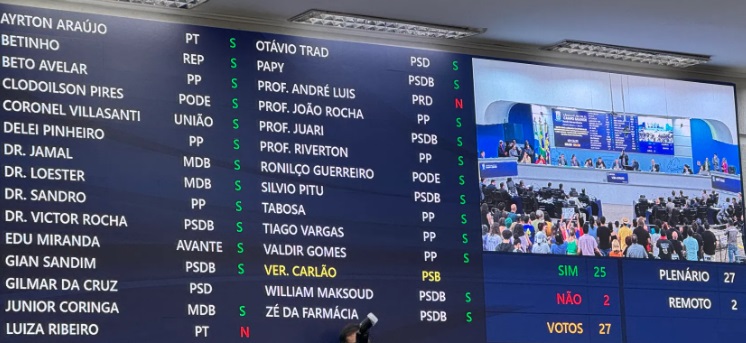 AYRTON ARAÚJO PT S
BETINHO REP S
BETO AVELAR PP S
CLODOILSON PIRES PODE S
CORONEL VILLASANTI UNIÃO S
DELEI PINHEIRO PP S
DR. JAMAL MDB S
DR. LOESTER MDB S
DR. SANDRO PP S
DR. VICTOR ROCHA PSDB S
EDU MIRANDA AVANTE S
GIAN SANDIM PSDB S
GILMAR DA CRUZ PSD
JUNIOR CORINGA MDB S
LUIZA RIBEIRO PT N
OTÁVIO TRAD PSD S
PAPY PSDB S
PROF. ANDRÉ LUIS PRD N
PROF. JOÃO ROCHA PP S
PROF. JUARI PSDB S
PROF. RIVERTON PP S
RONILÇO GUERREIRO PODE S
SILVIO PITU PSDB S
TABOSA PP S
TIAGO VARGAS PP S
VALDIR GOMES PP S
VER. CARLÃO PSB
WILLIAM MAKSOUD PSDB S
ZÉ DA FARMÁCIA PSDB S
SIM 25
NÃO 2
VOTOS 27
PLENÁRIO 27
REMOTO 2